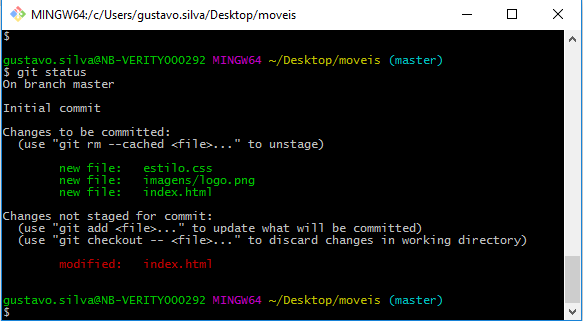 MINGW64:/c/Users/gustavo.silva/Desktop/moveis
$
gustavo.silva@NB-VERITY000292 MINGW64 ~/Desktop/moveis (master)
$ git status
On branch master
Initial commit
Changes to be committed:
(use "git rm --cached <file>..." to unstage)
new file: estilo.css
new file: imagens/logo.png
new file: index.html
Changes not staged for commit:
(use "git add <file>..." to update what will be committed)
(use "git checkout -- <file>..." to discard changes in working directory)
modified: index.html
gustavo.silva@NB-VERITY000292 MINGW64 ~/Desktop/moveis (master)
$